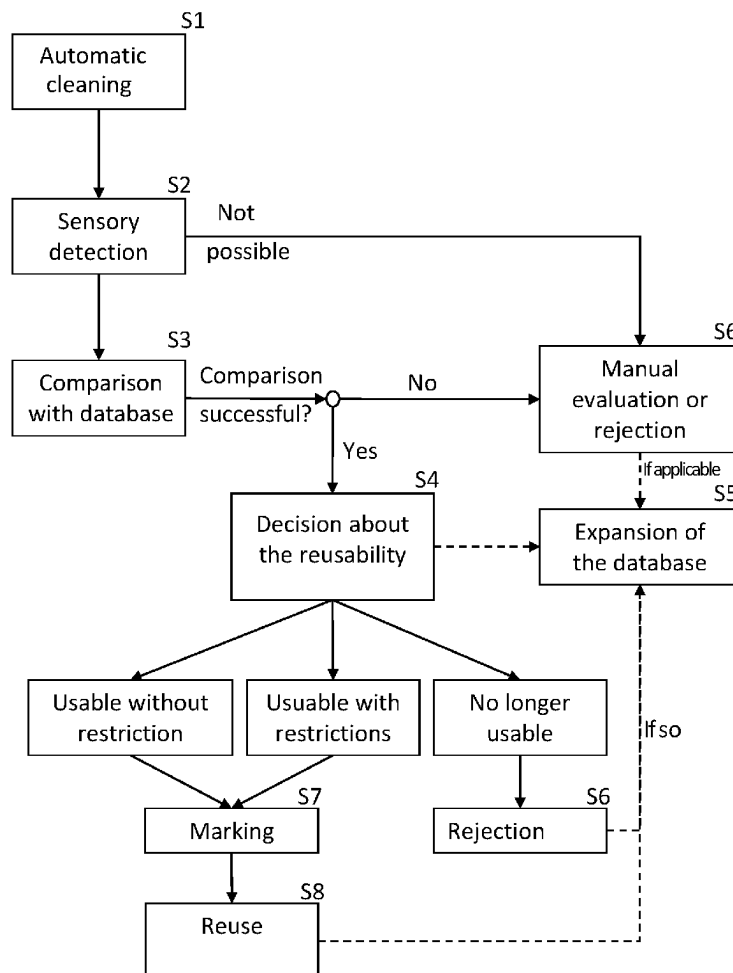 S1
Automatic
cleaning
S2
Sensory
detection
Not
possible
S3
Comparison
with database
Comparison
successful?
No
Yes
S6
Manual
evaluation or
rejection
If applicable
S5
Expansion of
the database
S4
Decision about
the reusability
Usable without
restriction
Usuable with
restrictions
No longer
usable
If so
S7
Marking
S6
Rejection
S8
Reuse